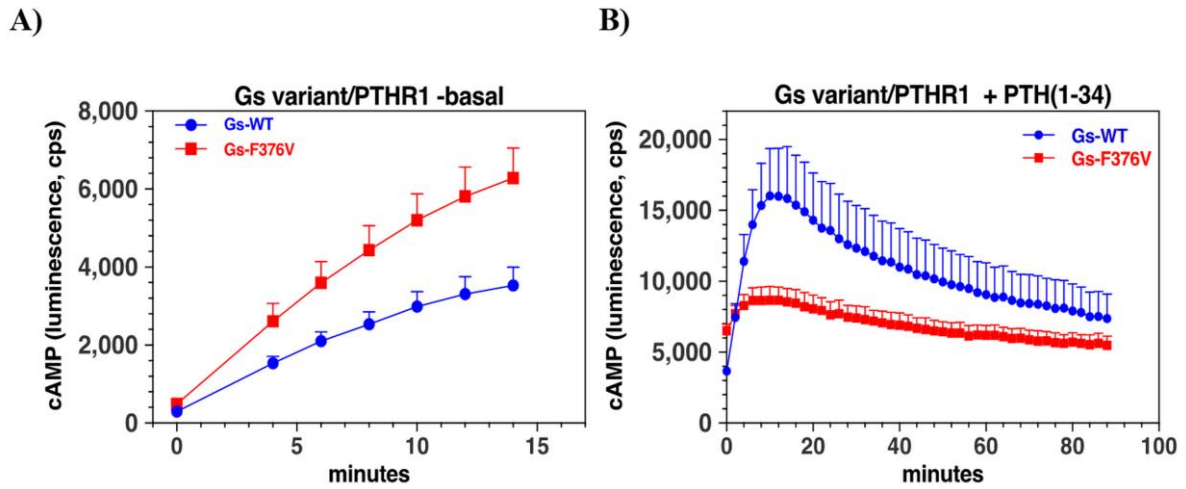 A)
B)
Gs variant/PTHR1 -basal
8,000
6,000
4,000
2,000
0
cAMP (luminescence, cps)
Gs-WT
Gs-F376V
0
5
10
15
minutes
Gs variant/PTHR1 + PTH(1-34)
20,000
15,000
10,000
5,000
0
cAMP (luminescence, cps)
Gs-WT
Gs-F376V
0
20
40
60
80
100
minutes